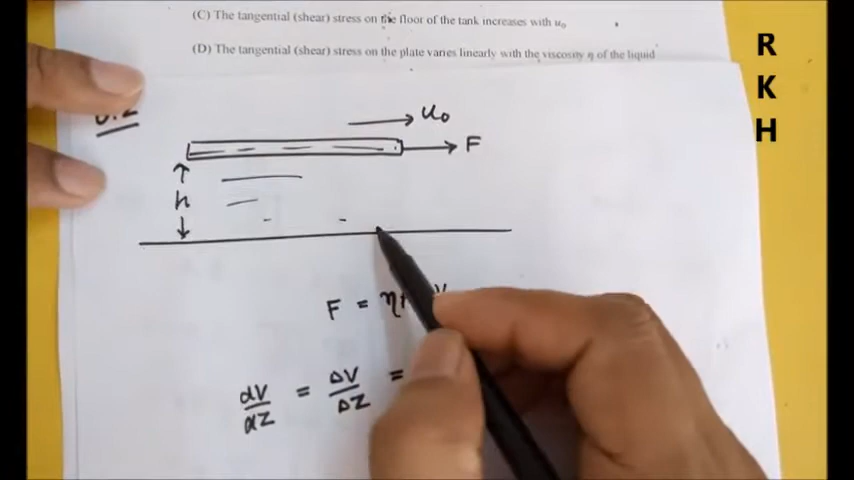 (C) The tangential (shear) stress on the floor of the tank increases with u₀
(D) The tangential (shear) stress on the plate varies linearly with the viscosity η of the liquid
R
K
H
u₀
F
h
F = η
dV/dz = ΔV/ΔZ =